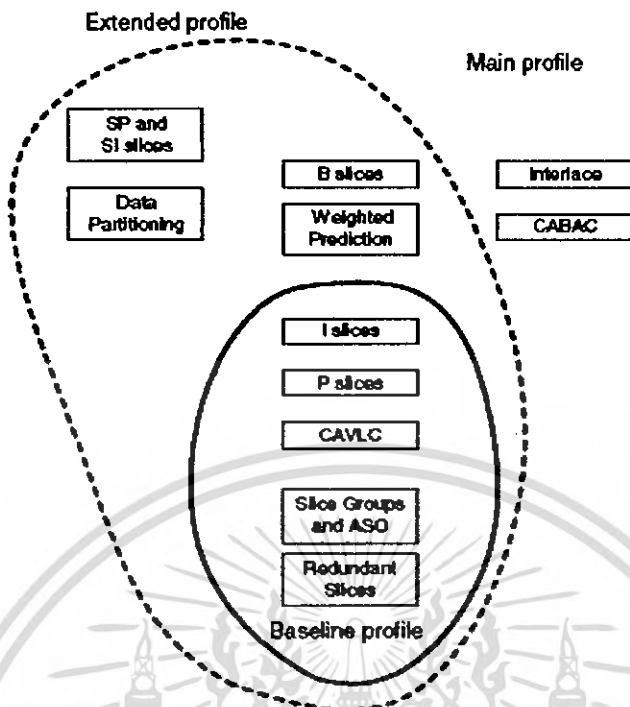 Extended profile
Main profile
SP and
SI slices
Data
Partitioning
B slices
Weighted
Prediction
Interlace
CABAC
I slices
P slices
CAVLC
Slice Groups
and ASO
Redundant
Slices
Baseline profile